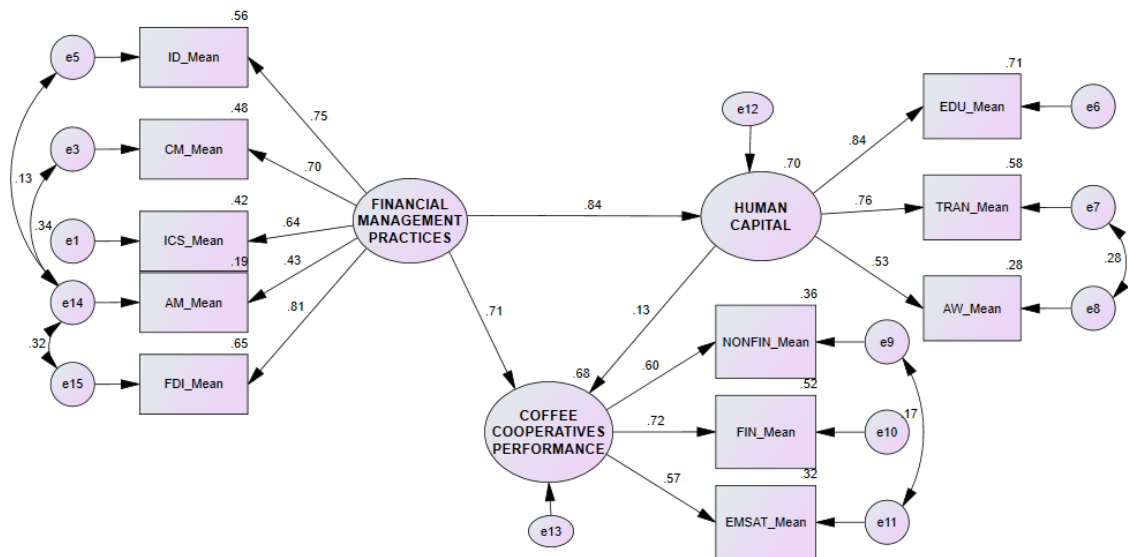 .56
e5
ID_Mean
.71
e6
EDU_Mean
.48
e12
.75
.84
e3
CM_Mean
.70
.58
.13
.70
FINANCIAL
MANAGEMENT
PRACTICES
.84
HUMAN
CAPITAL
.76
TRAN_Mean
e7
.42
.34
e1
ICS_Mean
.64
.53
.28
.28
.19
.43
e14
AM_Mean
AW_Mean
e8
.81
.71
.13
.36
.32
.65
NONFIN_Mean
e9
.60
e15
FDI_Mean
.68
.52
COFFEE
COOPERATIVES
PERFORMANCE
.72
FIN_Mean
e10
.17
.57
.32
EMSAT_Mean
e11
e13